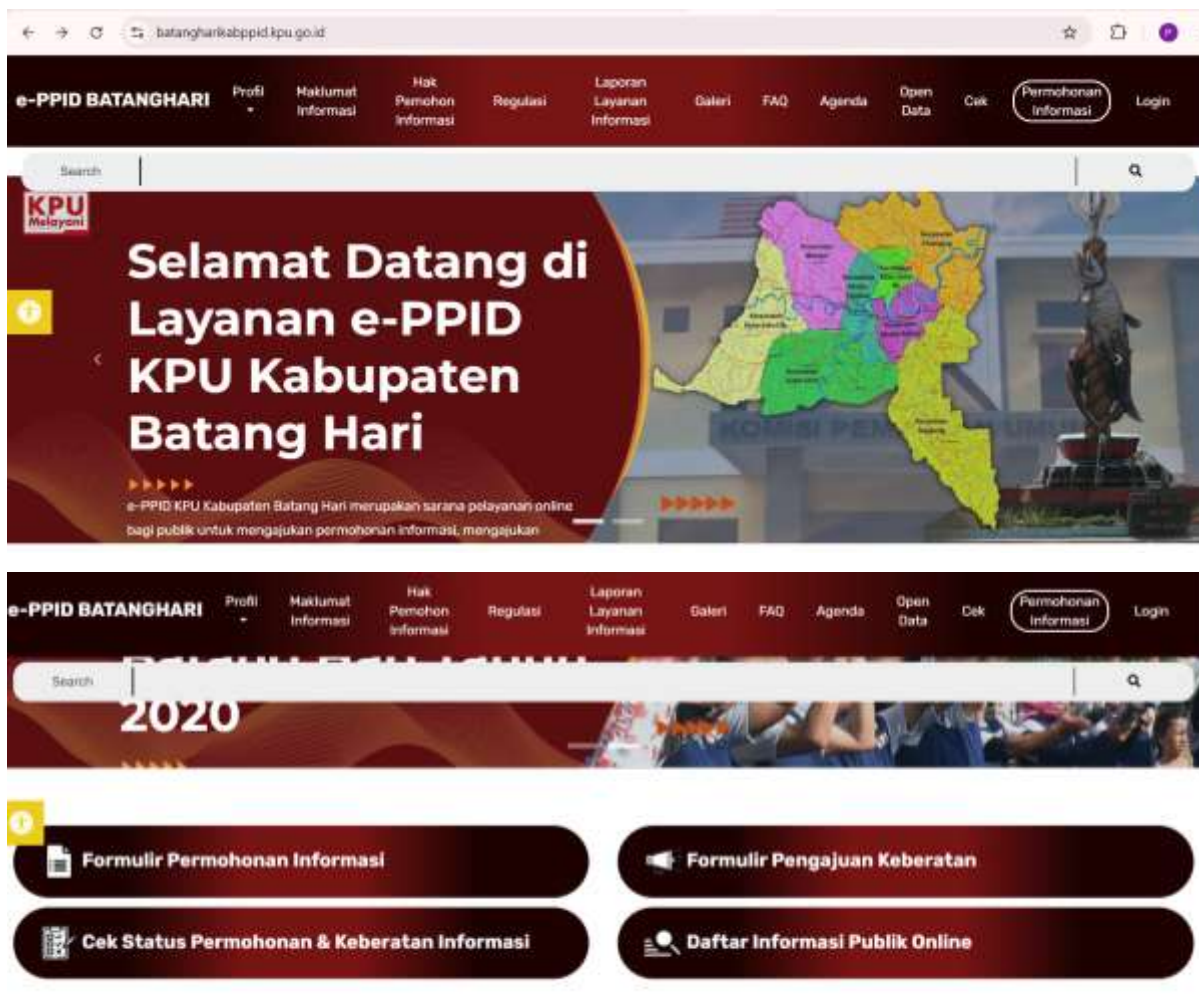 batangharikabppid.kpu.go.id
e-PPID BATANGHARI
Profil
Maklumat
Informasi
Hak
Pemohon
Informasi
Regulasi
Laporan
Layanan
Informasi
Galeri
FAQ
Agenda
Open
Data
Cek
Permohonan
Informasi
Login
Search
KPU
Melayani
Selamat Datang di
Layanan e-PPID
KPU Kabupaten
Batang Hari
e-PPID KPU Kabupaten Batang Hari merupakan sarana pelayanan online
bagi publik untuk mengajukan permohonan informasi, mengajukan
e-PPID BATANGHARI
Profil
Maklumat
Informasi
Hak
Pemohon
Informasi
Regulasi
Laporan
Layanan
Informasi
Galeri
FAQ
Agenda
Open
Data
Cek
Permohonan
Informasi
Login
Search
2020
Formulir Permohonan Informasi
Formulir Pengajuan Keberatan
Cek Status Permohonan & Keberatan Informasi
Daftar Informasi Publik Online